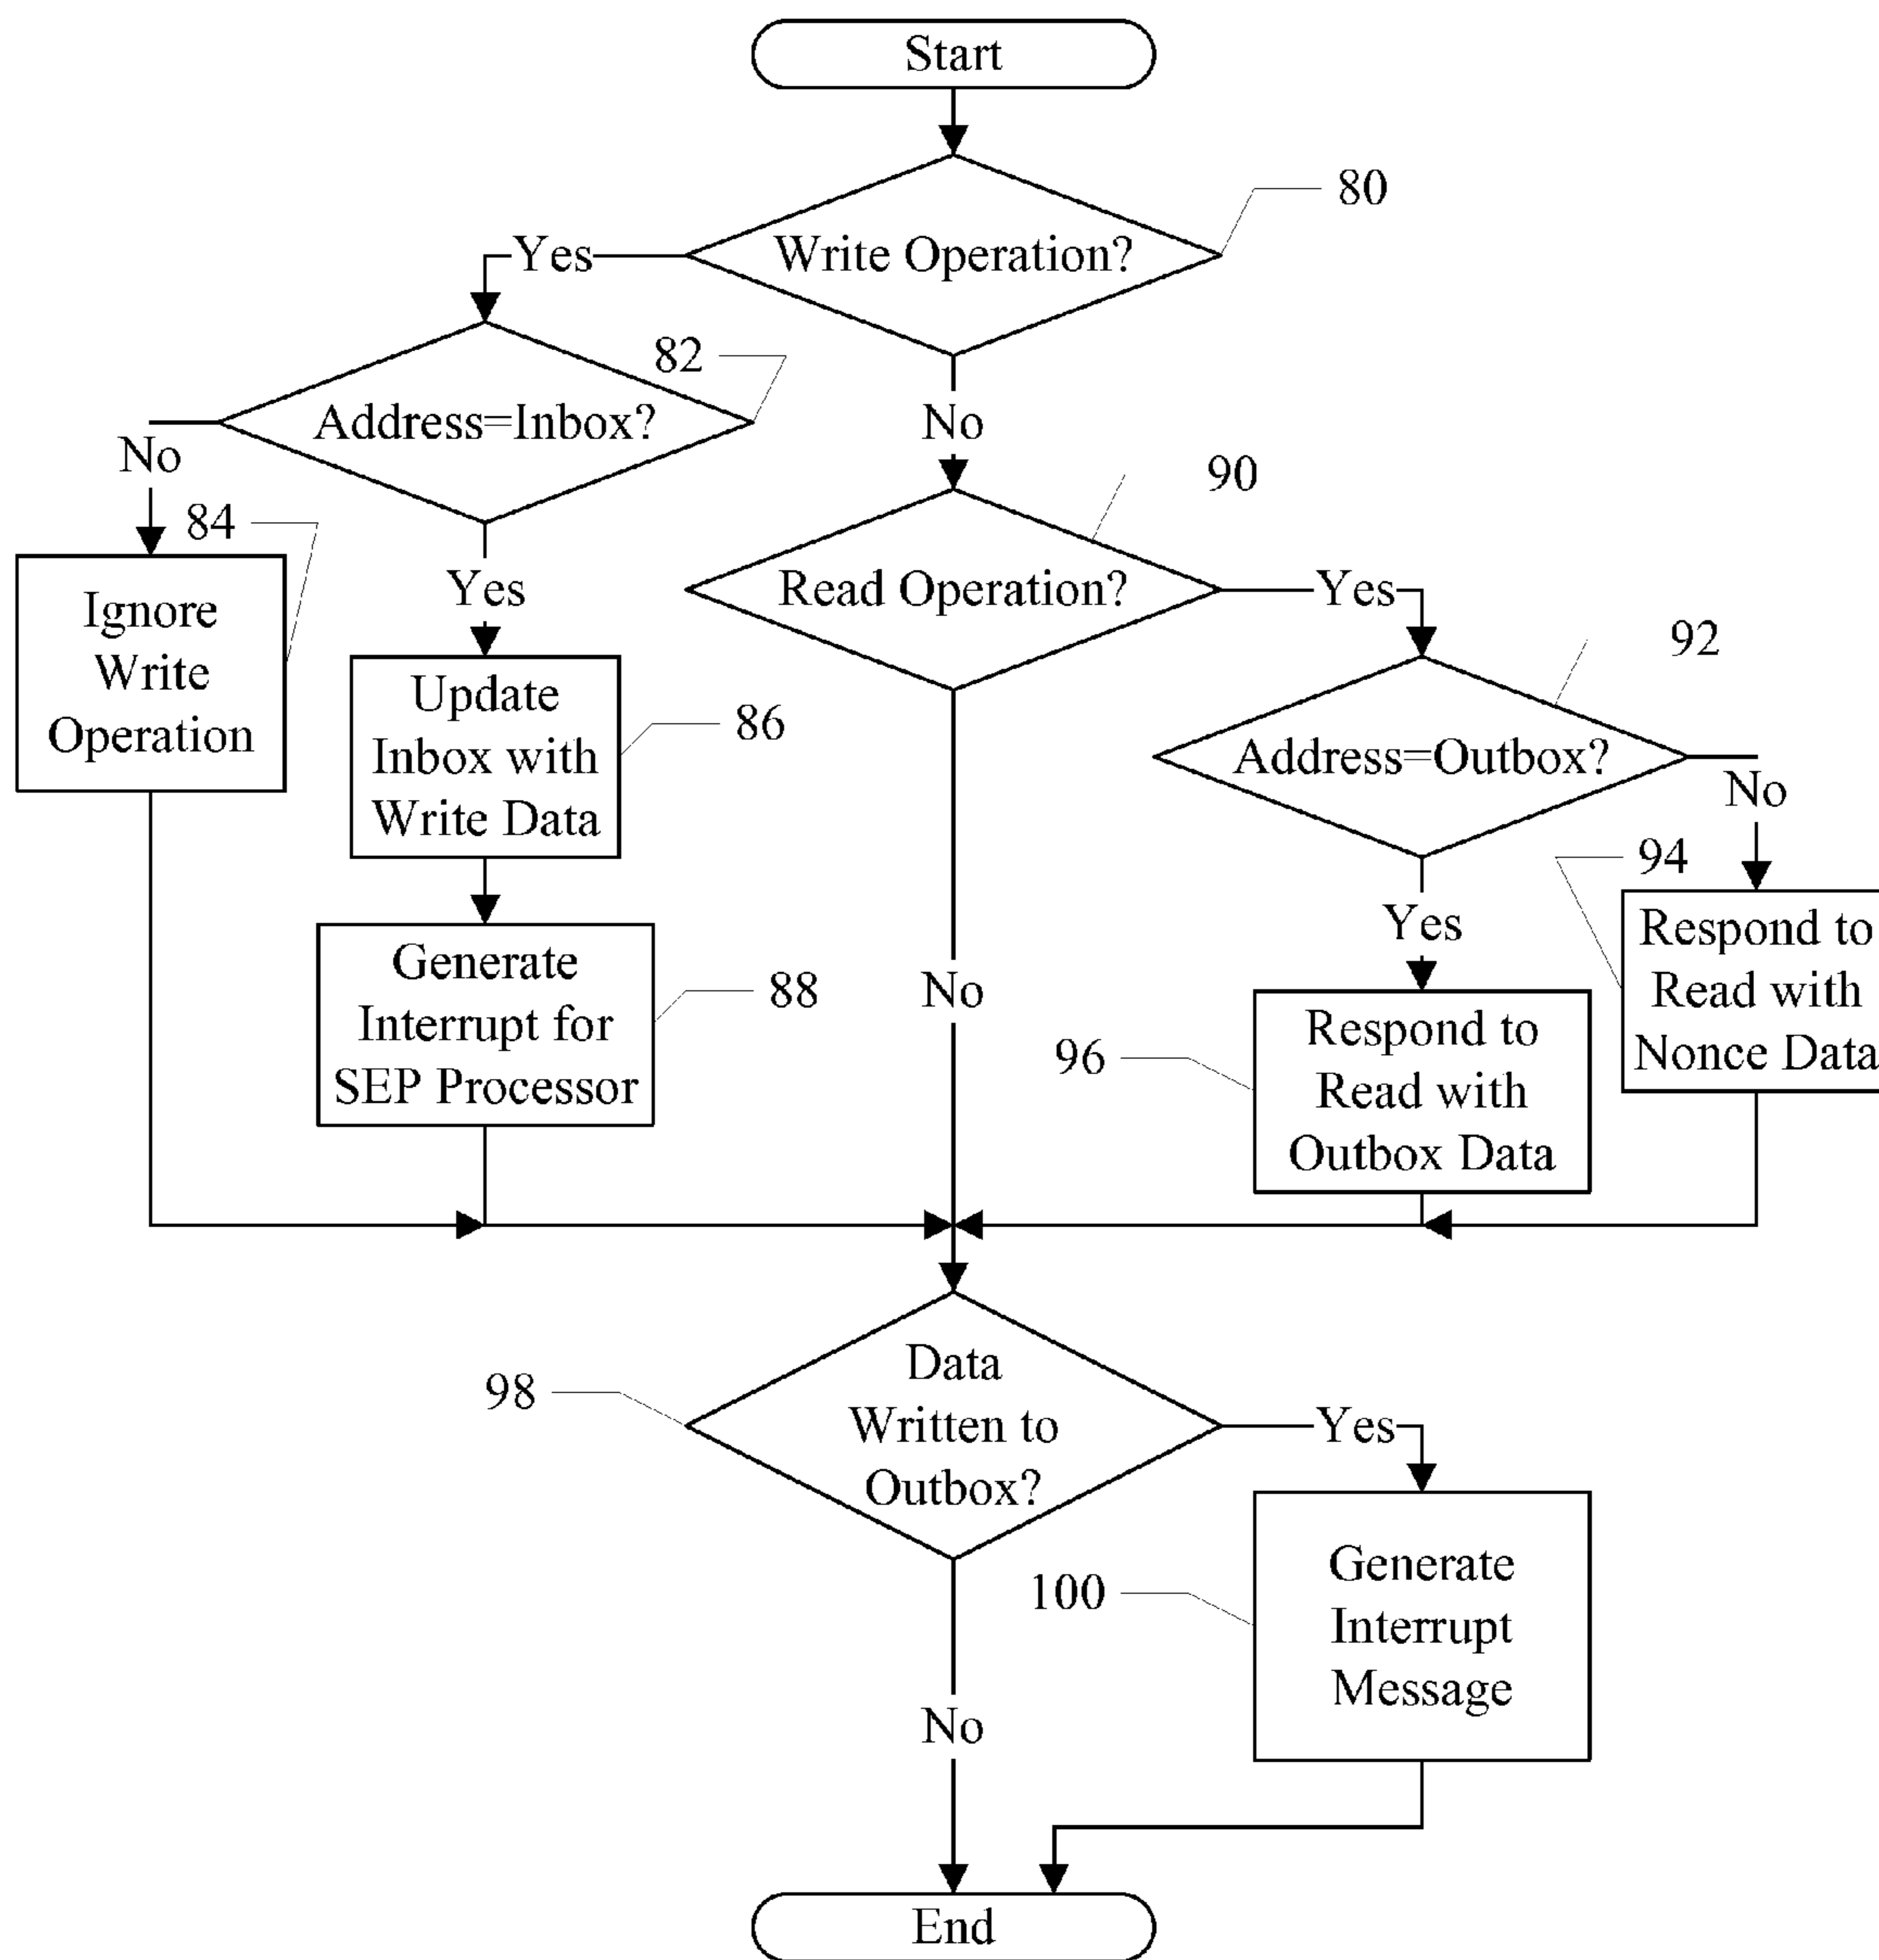 Start
80
Write Operation?
Yes
82
Address=Inbox?
No
No
90
84
Ignore
Write
Operation
Yes
Read Operation?
Yes
92
Update
Inbox with
Write Data
86
Address=Outbox?
No
94
Yes
Respond to
Read with
Nonce Data
Generate
Interrupt for
SEP Processor
88
No
96
Respond to
Read with
Outbox Data
98
Data
Written to
Outbox?
Yes
100
Generate
Interrupt
Message
No
End